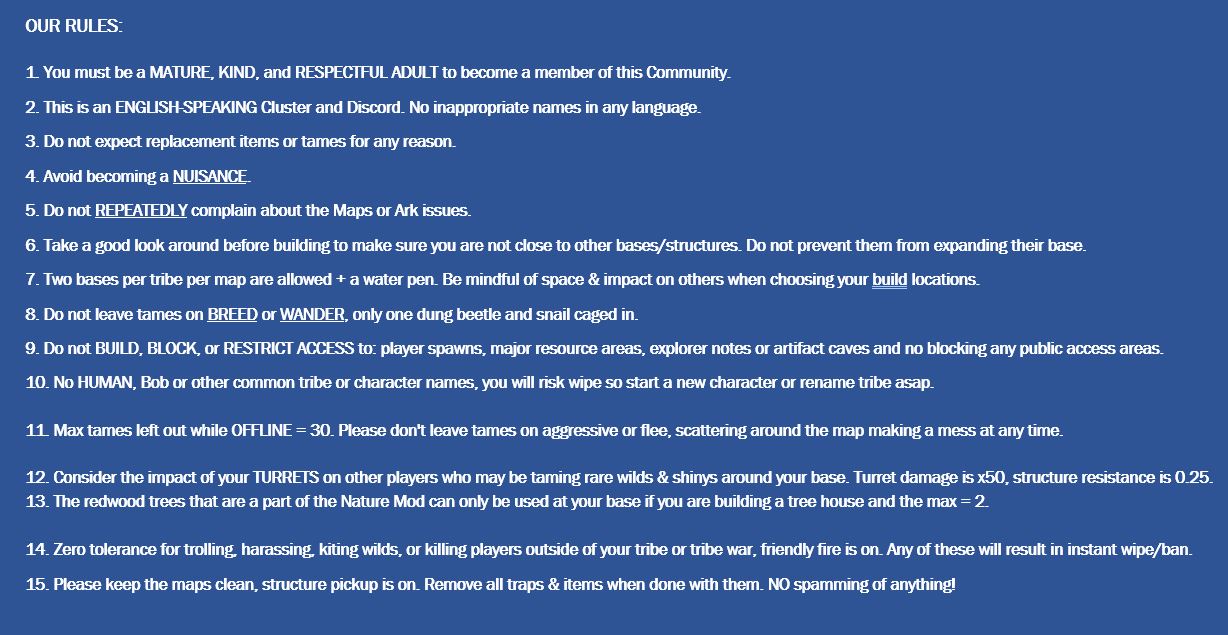 OUR RULES:
1. You must be a MATURE, KIND, and RESPECTFUL ADULT to become a member of this Community.
2. This is an ENGLISH-SPEAKING Cluster and Discord. No inappropriate names in any language.
3. Do not expect replacement items or tames for any reason.
4. Avoid becoming a NUISANCE.
5. Do not REPEATEDLY complain about the Maps or Ark issues.
6. Take a good look around before building to make sure you are not close to other bases/structures. Do not prevent them from expanding their base.
7. Two bases per tribe per map are allowed + a water pen. Be mindful of space & impact on others when choosing your build locations.
8. Do not leave tames on BREED or WANDER, only one dung beetle and snail caged in.
9. Do not BUILD, BLOCK, or RESTRICT ACCESS to: player spawns, major resource areas, explorer notes or artifact caves and no blocking any public access areas.
10. No HUMAN, Bob or other common tribe or character names, you will risk wipe so start a new character or rename tribe asap.
11. Max tames left out while OFFLINE = 30. Please don't leave tames on aggressive or flee, scattering around the map making a mess at any time.
12. Consider the impact of your TURRETS on other players who may be taming rare wilds & shinys around your base. Turret damage is x50, structure resistance is 0.25.
13. The redwood trees that are a part of the Nature Mod can only be used at your base if you are building a tree house and the max = 2.
14. Zero tolerance for trolling, harassing, kiting wilds, or killing players outside of your tribe or tribe war, friendly fire is on. Any of these will result in instant wipe/ban.
15. Please keep the maps clean, structure pickup is on. Remove all traps & items when done with them. NO spamming of anything!